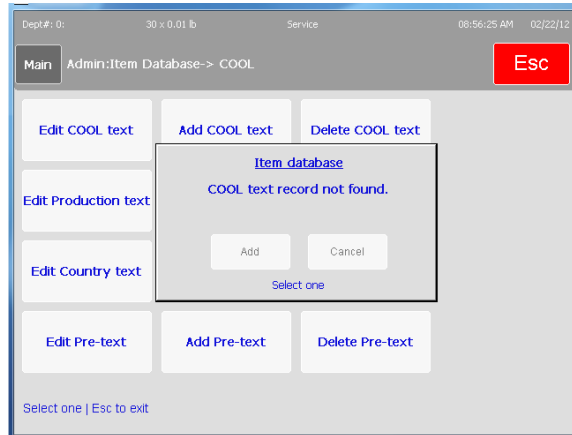 Dept#: 0: 30 x 0.01 lb Service 08:56:25 AM 02/22/12
Main Admin:Item Database-> COOL Esc
Edit COOL text Add COOL text Delete COOL text
Item database
COOL text record not found.
Edit Production text
Add Cancel
Edit Country text
Select one
Edit Pre-text Add Pre-text Delete Pre-text
Select one | Esc to exit